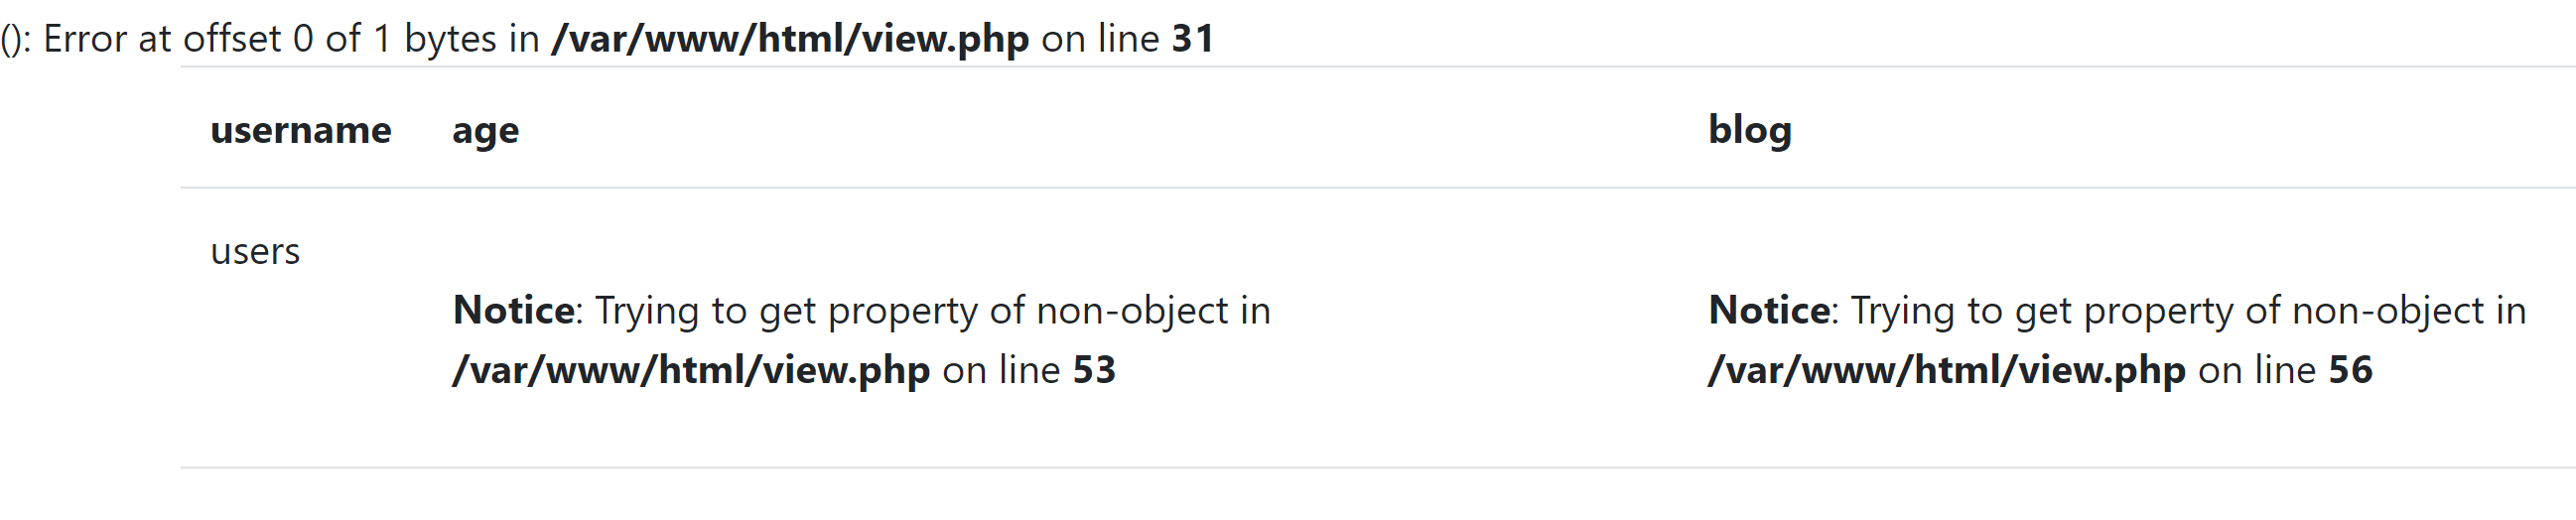 (): Error at offset 0 of 1 bytes in /var/www/html/view.php on line 31
username age blog
users
Notice: Trying to get property of non-object in
/var/www/html/view.php on line 53
Notice: Trying to get property of non-object in
/var/www/html/view.php on line 56